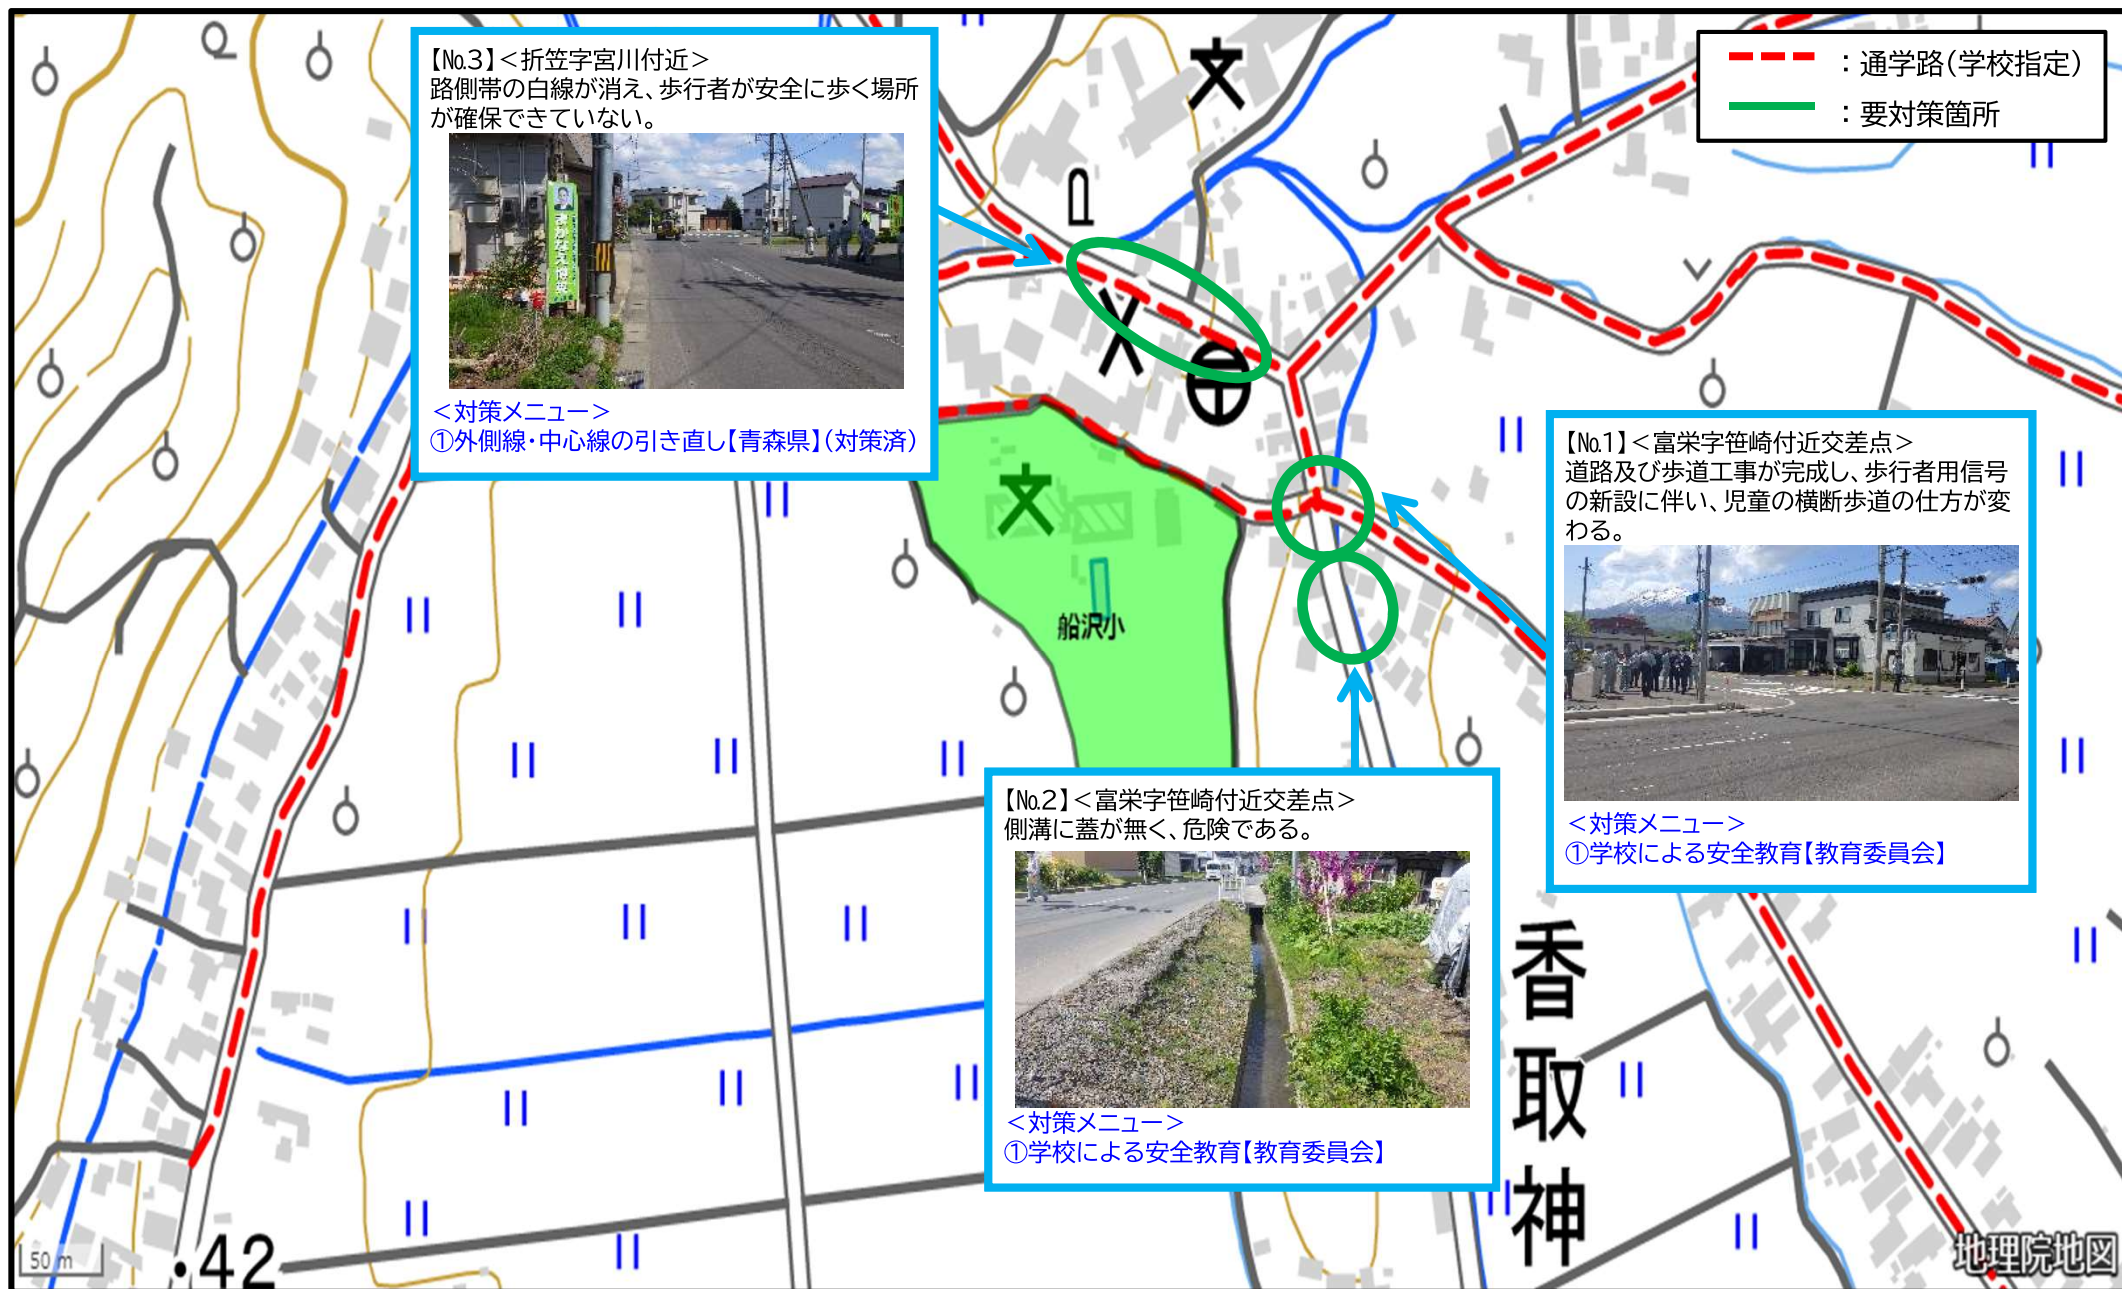 【No.3】＜折笠字宮川付近＞
路側帯の白線が消え、歩行者が安全に歩く場所
が確保できていない。
＜対策メニュー＞
①外側線・中心線の引き直し【青森県】（対策済）
：通学路（学校指定）
：要対策箇所
文
【No.1】＜富栄字笹崎付近交差点＞
道路及び歩道工事が完成し、歩行者用信号
の新設に伴い、児童の横断歩道の仕方が変
わる。
＜対策メニュー＞
①学校による安全教育【教育委員会】
文
船沢小
【No.2】＜富栄字笹崎付近交差点＞
側溝に蓋が無く、危険である。
＜対策メニュー＞
①学校による安全教育【教育委員会】
香取神
50 m
・42
地理院地図